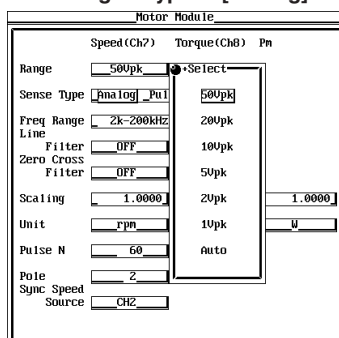 Motor Module
Speed(Ch7) Torque(Ch8) Pm
Range 50Vpk +Select
Sense Type Analog Pul 50Vpk
Freq Range 2k-200kHz 20Vpk
Line
Filter OFF 10Vpk
Zero Cross
Filter OFF 5Vpk
Scaling 1.0000 2Vpk 1.0000
Unit rpm 1Vpk W
Pulse N 60 Auto
Pole 2
Sync Speed
Source CH2